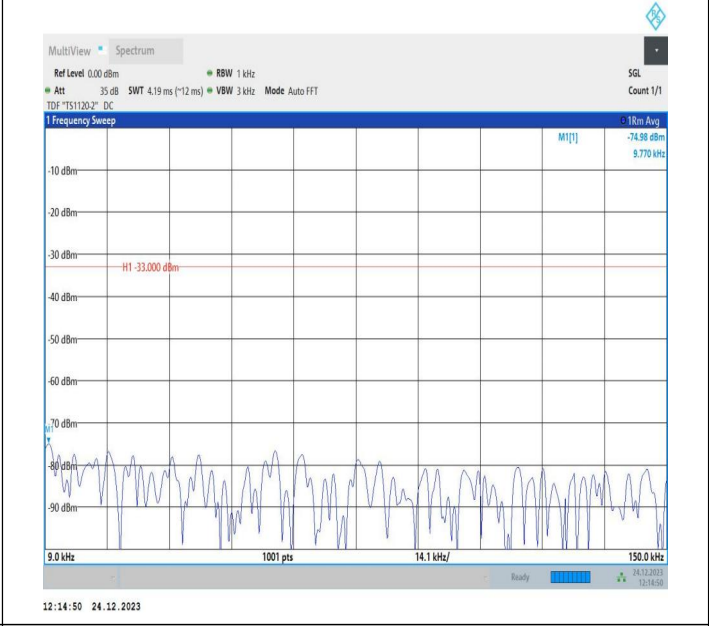 MultiView Spectrum
Ref Level 0.00 dBm RBW 1 kHz SGL
Att 35 dB SWT 4.19 ms (~12 ms) VBW 3 kHz Mode Auto FFT Count 1/1
TDF "TS1120-2" DC
1 Frequency Sweep 1Rm Avg
M1[1] -74.98 dBm
9.770 kHz
-10 dBm
-20 dBm
-30 dBm
H1 -33.000 dBm
-40 dBm
-50 dBm
-60 dBm
-70 dBm
M1
-80 dBm
-90 dBm
9.0 kHz 1001 pts 14.1 kHz/ 150.0 kHz
Ready 24.12.2023
12:14:50
12:14:50 24.12.2023